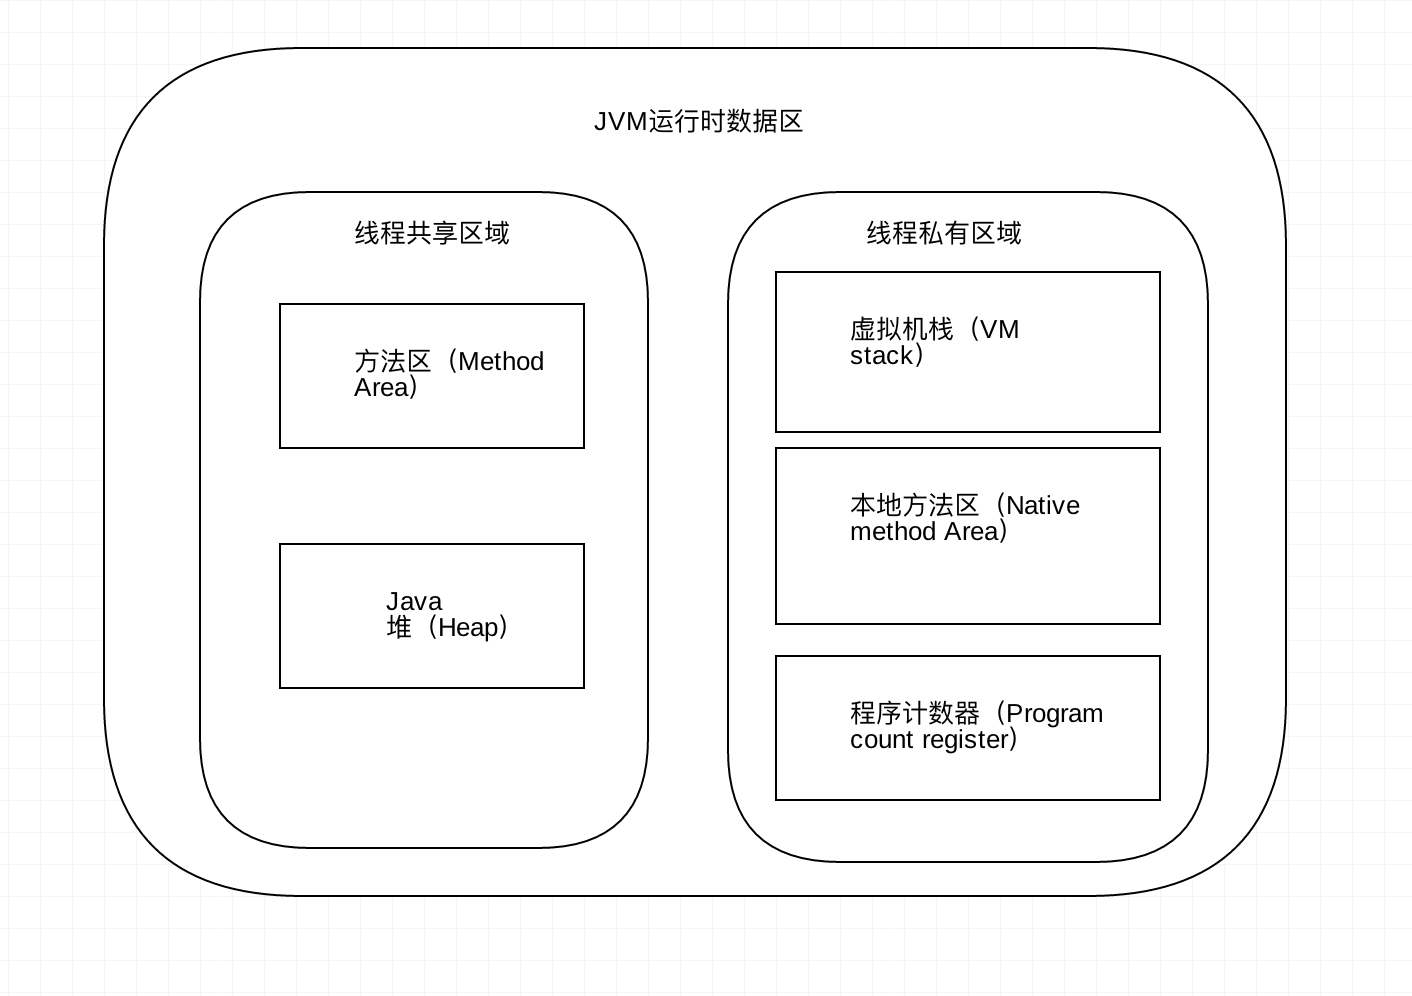 JVM运行时数据区
线程共享区域
方法区（Method
Area）
Java
堆（Heap）
线程私有区域
虚拟机栈（VM
stack）
本地方法区（Native
method Area）
程序计数器（Program
count register）